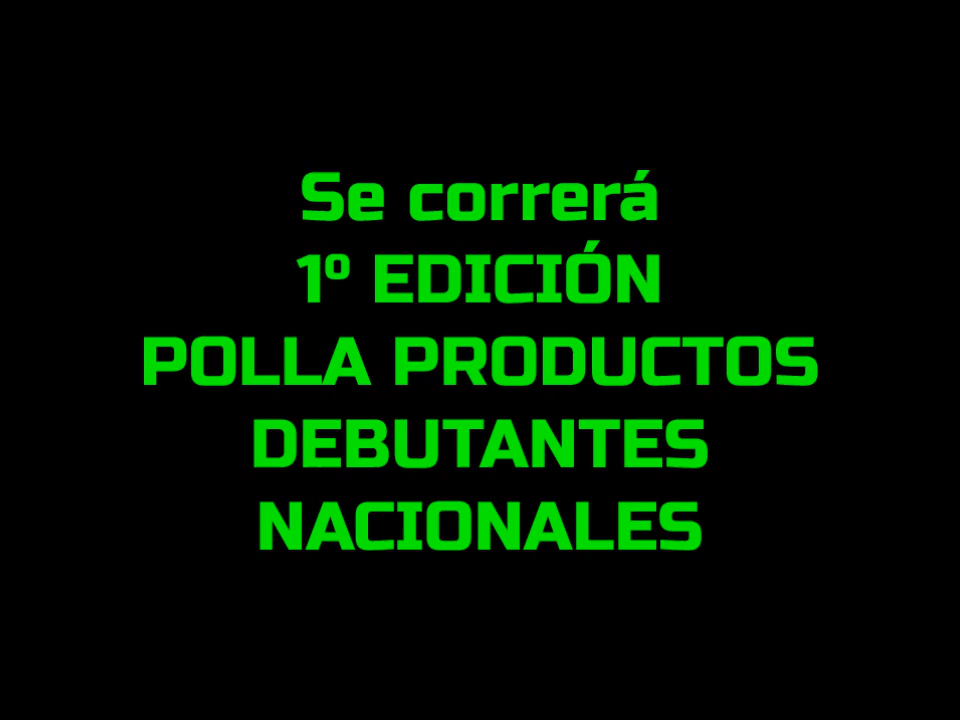 Se correrá
1º EDICIÓN
POLLA PRODUCTOS
DEBUTANTES
NACIONALES